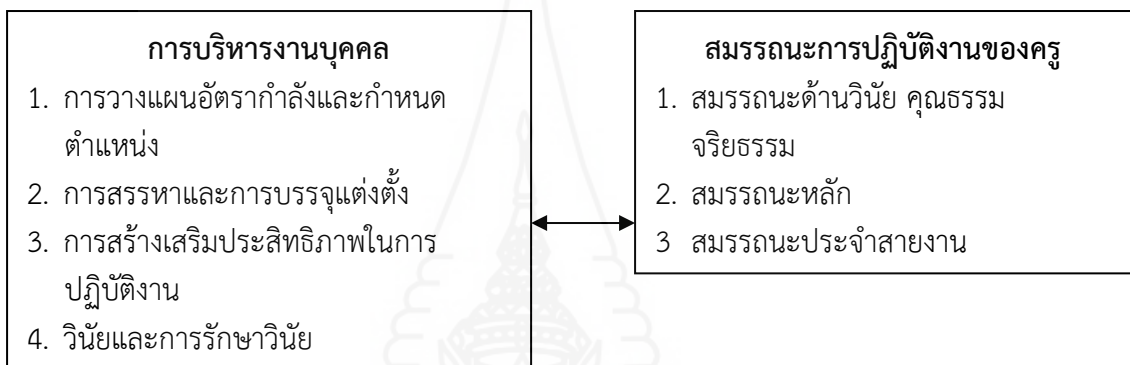 การบริหารงานบุคคล
1. การวางแผนอัตรากำลังและกำหนด
ตำแหน่ง
2. การสรรหาและการบรรจุแต่งตั้ง
3. การสร้างเสริมประสิทธิภาพในการ
ปฏิบัติงาน
4. วินัยและการรักษาวินัย
สมรรถนะการปฏิบัติงานของครู
1. สมรรถนะด้านวินัย คุณธรรม
จริยธรรม
2. สมรรถนะหลัก
3 สมรรถนะประจำสายงาน